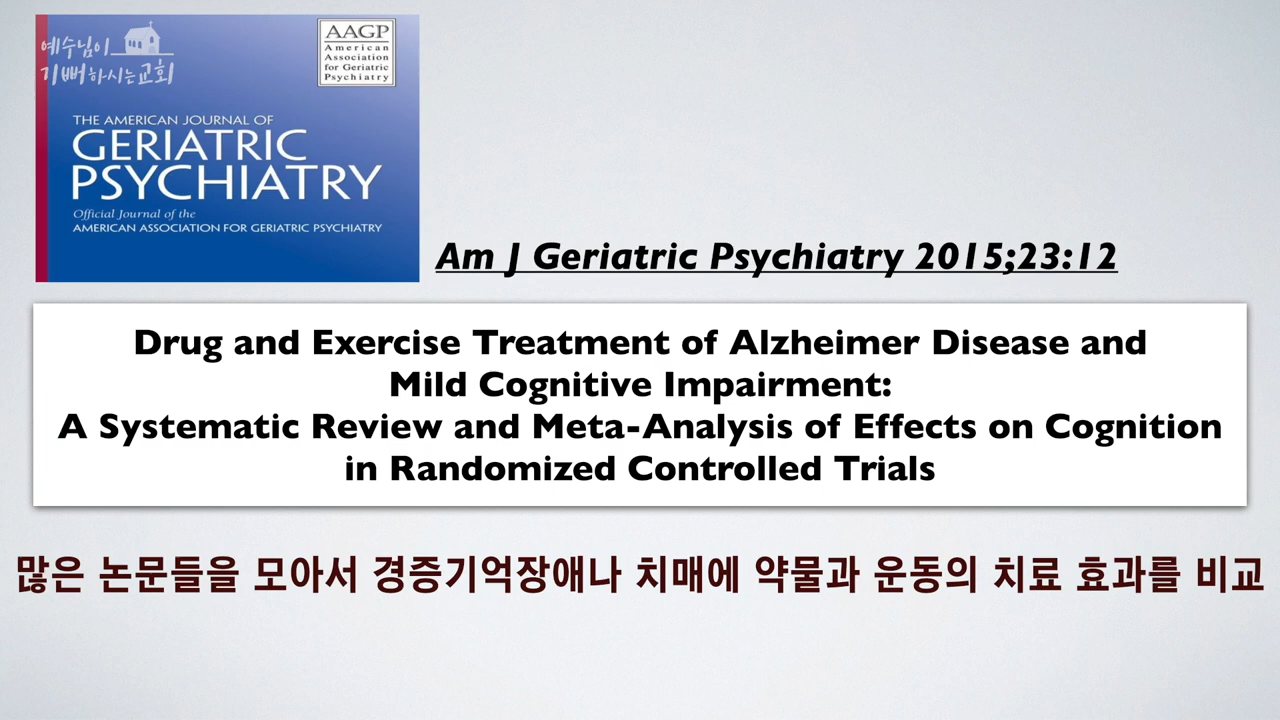 예수님이
기뻐하시는교회
AAGP
American
Association
for Geriatric
Psychiatry
THE AMERICAN JOURNAL OF
GERIATRIC
PSYCHIATRY
Official Journal of the
AMERICAN ASSOCIATION FOR GERIATRIC PSYCHIATRY
Am J Geriatric Psychiatry 2015;23:12
Drug and Exercise Treatment of Alzheimer Disease and
Mild Cognitive Impairment:
A Systematic Review and Meta-Analysis of Effects on Cognition
in Randomized Controlled Trials
많은 논문들을 모아서 경증기억장애나 치매에 약물과 운동의 치료 효과를 비교